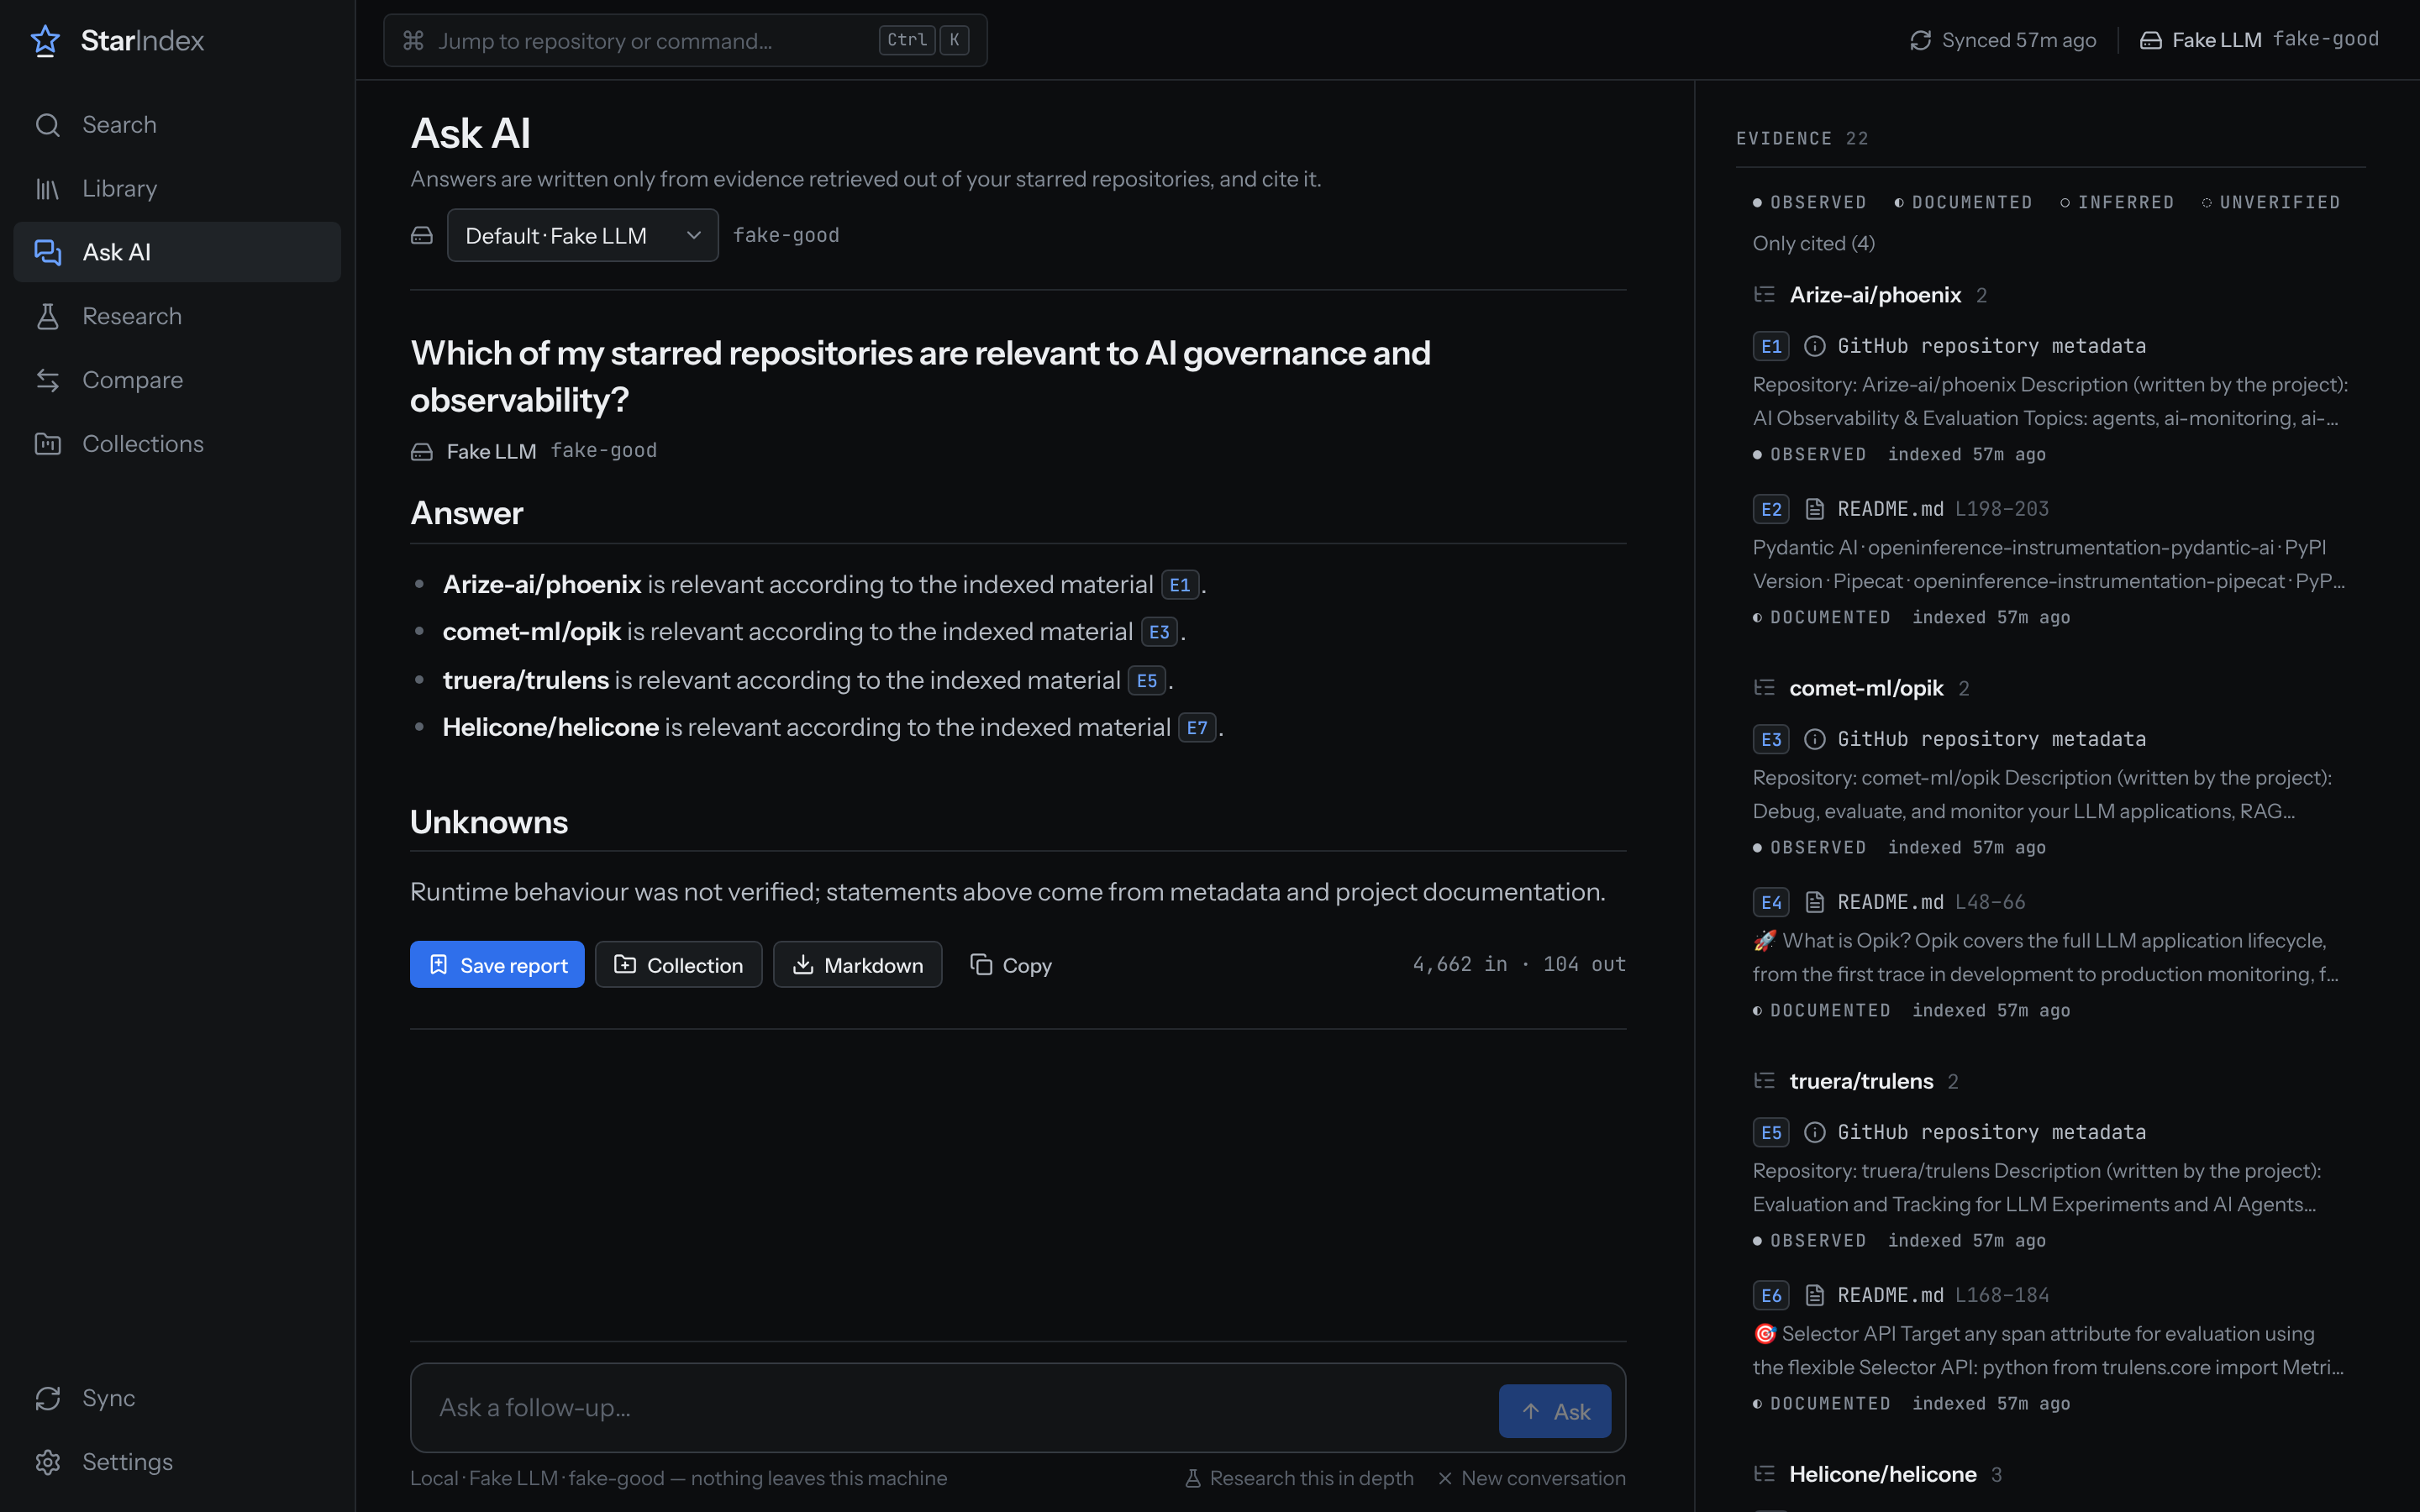 StarIndex
Search
Library
Ask AI
Research
Compare
Collections
Sync
Settings
⌘ Jump to repository or command... Ctrl K
Synced 57m ago
Fake LLM fake-good
Ask AI
Answers are written only from evidence retrieved out of your starred repositories, and cite it.
Default · Fake LLM fake-good
Which of my starred repositories are relevant to AI governance and
observability?
Fake LLM fake-good
Answer
• Arize-ai/phoenix is relevant according to the indexed material E1.
• comet-ml/opik is relevant according to the indexed material E3.
• truera/trulens is relevant according to the indexed material E5.
• Helicone/helicone is relevant according to the indexed material E7.
Unknowns
Runtime behaviour was not verified; statements above come from metadata and project documentation.
Save report Collection Markdown Copy 4,662 in · 104 out
Ask a follow-up...
Ask
Local · Fake LLM · fake-good — nothing leaves this machine
Research this in depth
New conversation
EVIDENCE 22
OBSERVED DOCUMENTED INFERRED UNVERIFIED
Only cited (4)
Arize-ai/phoenix 2
E1 GitHub repository metadata
Repository: Arize-ai/phoenix Description (written by the project):
AI Observability & Evaluation Topics: agents, ai-monitoring, ai-...
OBSERVED indexed 57m ago
E2 README.md L198–203
Pydantic AI · openinference-instrumentation-pydantic-ai · PyPI
Version · Pipecat · openinference-instrumentation-pipecat · PyP...
DOCUMENTED indexed 57m ago
comet-ml/opik 2
E3 GitHub repository metadata
Repository: comet-ml/opik Description (written by the project):
Debug, evaluate, and monitor your LLM applications, RAG...
OBSERVED indexed 57m ago
E4 README.md L48–66
🚀 What is Opik? Opik covers the full LLM application lifecycle,
from the first trace in development to production monitoring, f...
DOCUMENTED indexed 57m ago
truera/trulens 2
E5 GitHub repository metadata
Repository: truera/trulens Description (written by the project):
Evaluation and Tracking for LLM Experiments and AI Agents...
OBSERVED indexed 57m ago
E6 README.md L168–184
🎯 Selector API Target any span attribute for evaluation using
the flexible Selector API: python from trulens.core import Metri...
DOCUMENTED indexed 57m ago
Helicone/helicone 3